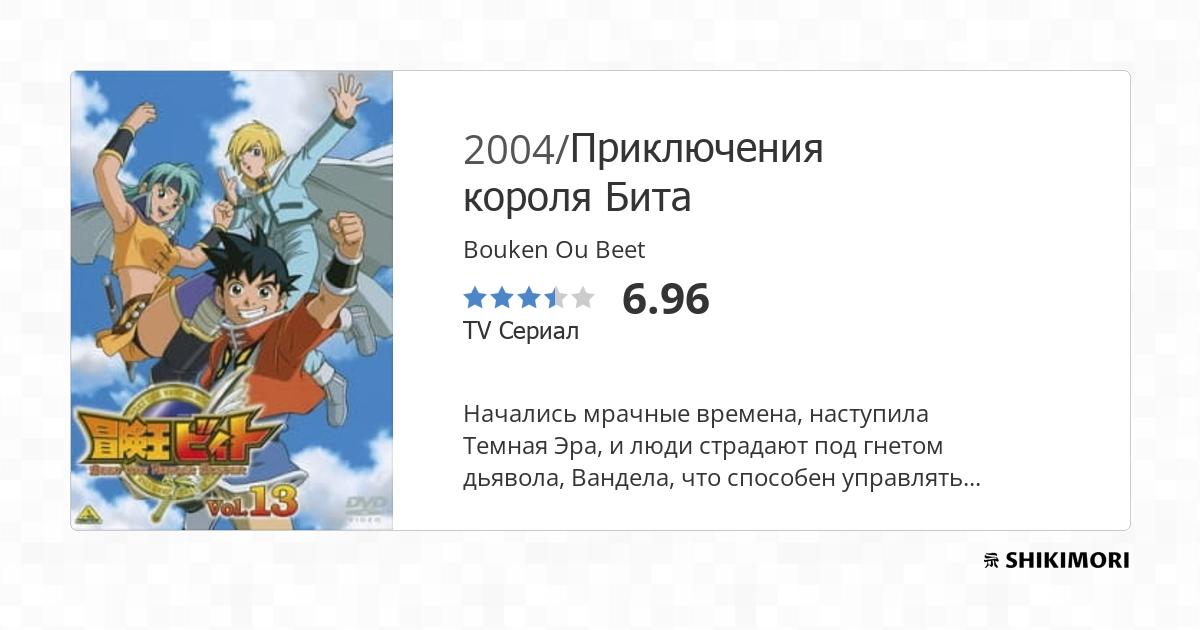 2004/Приключения
короля Бита
Bouken Ou Beet
6.96
TV Сериал
Начались мрачные времена, наступила
Темная Эра, и люди страдают под гнетом
дьявола, Вандела, что способен управлять...
冒険王ビィト
Vol.13
DVD
VIDEO
SHIKIMORI